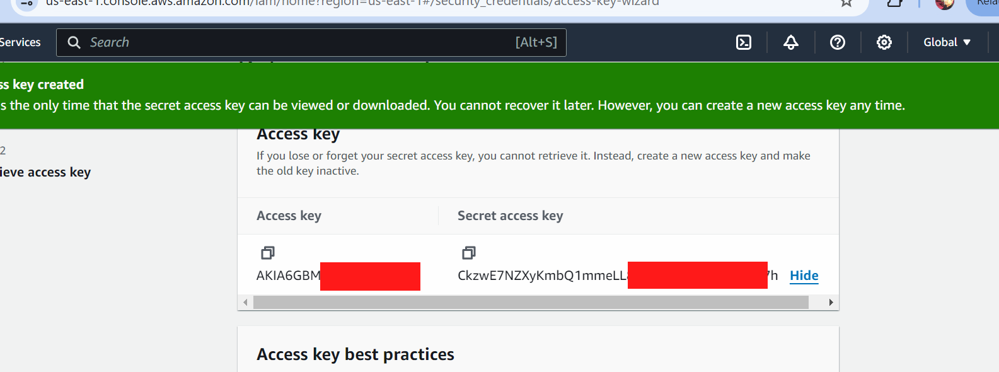 us-east-1.console.aws.amazon.com/iam/home?region=us-east-1#/security_credentials/access-key-wizard
Services
Search
[Alt+S]
Global
ss key created
s the only time that the secret access key can be viewed or downloaded. You cannot recover it later. However, you can create a new access key any time.
2
ieve access key
Access key
If you lose or forget your secret access key, you cannot retrieve it. Instead, create a new access key and make
the old key inactive.
Access key
Secret access key
AKIA6GBM
CkzwE7NZXyKmbQ1mmeLL
h
Hide
Access key best practices